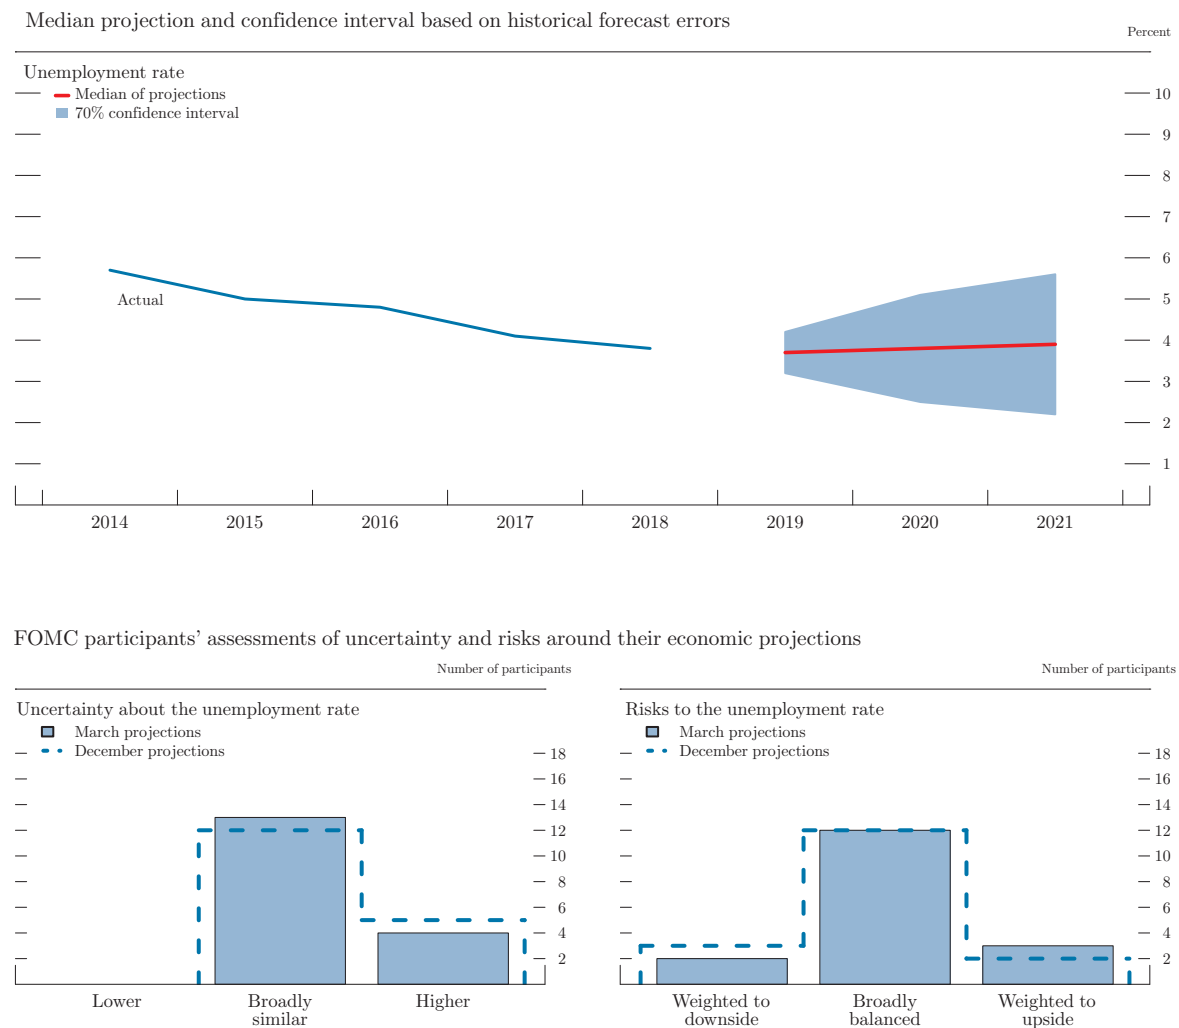 Median projection and confidence interval based on historical forecast errors
Percent
Unemployment rate
Median of projections
70% confidence interval
10
9
8
7
6
5
4
3
2
1
Actual
2014 2015 2016 2017 2018 2019 2020 2021
FOMC participants’ assessments of uncertainty and risks around their economic projections
Number of participants
Uncertainty about the unemployment rate
March projections
December projections
18
16
14
12
10
8
6
4
2
Lower Broadly Higher
similar
Number of participants
Risks to the unemployment rate
March projections
December projections
18
16
14
12
10
8
6
4
2
Weighted to Broadly Weighted to
downside balanced upside